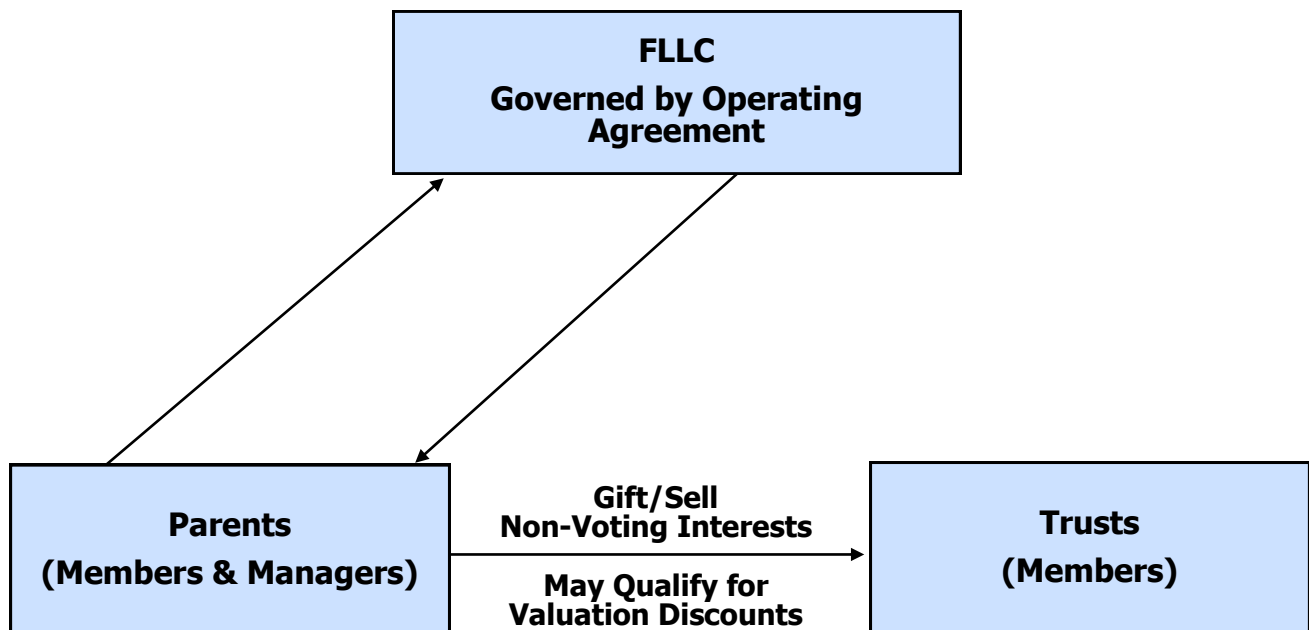 FLLC
Governed by Operating
Agreement
Parents
(Members & Managers)
Gift/Sell
Non-Voting Interests
May Qualify for
Valuation Discounts
Trusts
(Members)